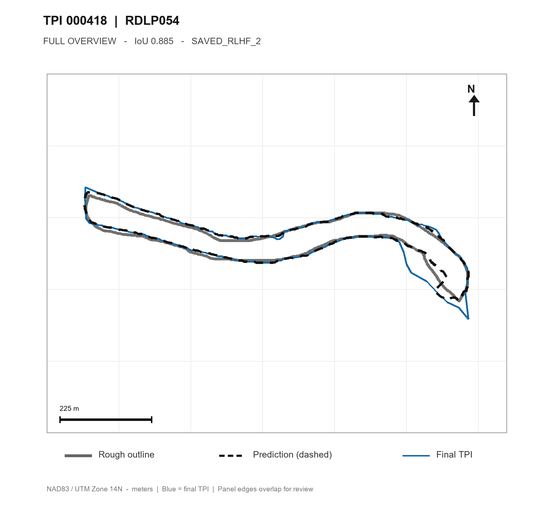 TPI 000418 | RDLP054
FULL OVERVIEW - IoU 0.885 - SAVED_RLHF_2
N
225 m
Rough outline
Prediction (dashed)
Final TPI
NAD83 / UTM Zone 14N - meters | Blue = final TPI | Panel edges overlap for review